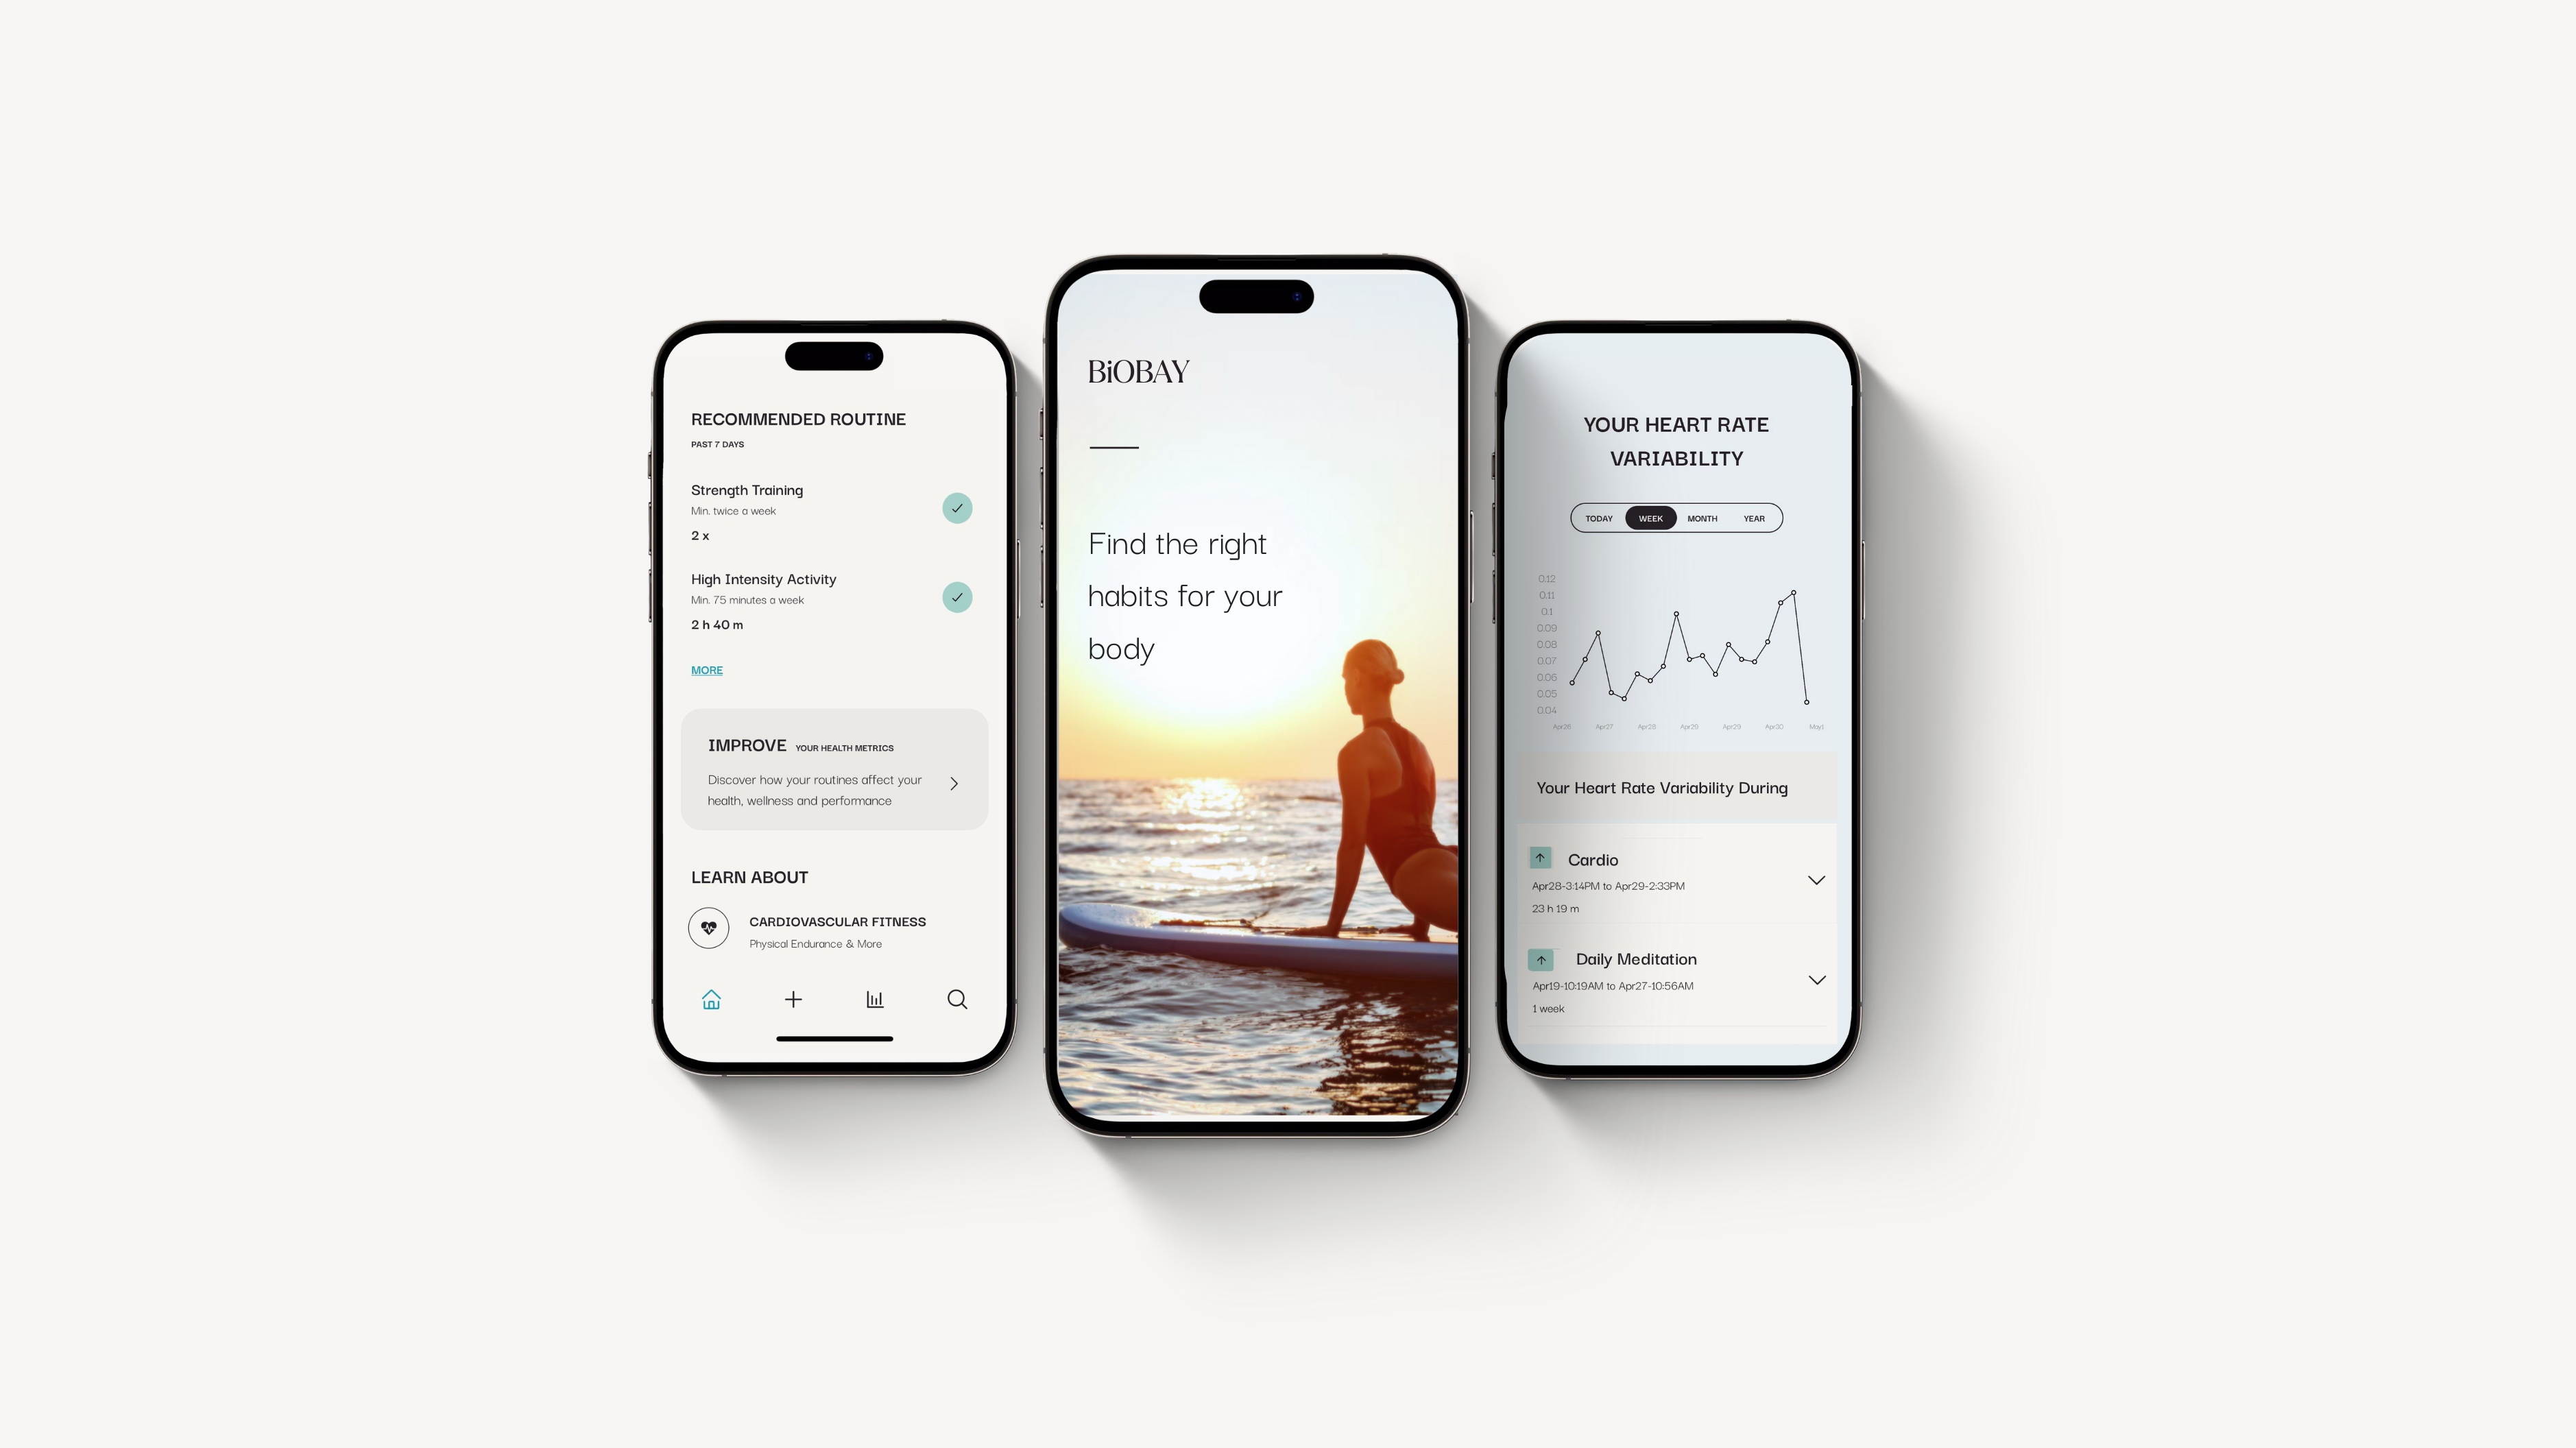 RECOMMENDED ROUTINE
PAST 7 DAYS
Strength Training
Min. twice a week
2 x
High Intensity Activity
Min. 75 minutes a week
2 h 40 m
MORE
IMPROVE YOUR HEALTH METRICS
Discover how your routines affect your
health, wellness and performance
LEARN ABOUT
CARDIOVASCULAR FITNESS
Physical Endurance & More
BiOBAY
Find the right
habits for your
body
YOUR HEART RATE
VARIABILITY
TODAY WEEK MONTH YEAR
0.12
0.11
0.1
0.09
0.08
0.07
0.06
0.05
0.04
Apr26 Apr27 Apr28 Apr29 Apr29 Apr30 May1
Your Heart Rate Variability During
Cardio
Apr28-3:14PM to Apr29-2:33PM
23 h 19 m
Daily Meditation
Apr19-10:19AM to Apr27-10:56AM
1 week